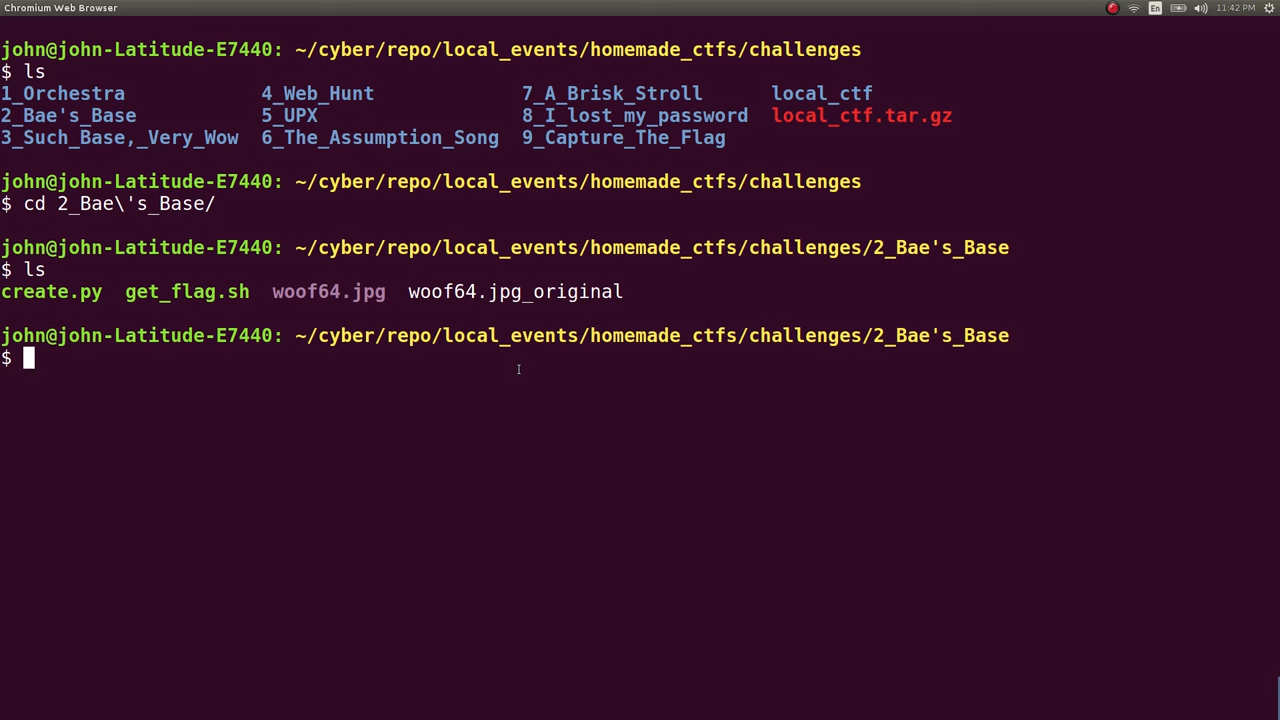 Chromium Web Browser En 11:42 PM
john@john-Latitude-E7440: ~/cyber/repo/local_events/homemade_ctfs/challenges
$ ls
1_Orchestra 4_Web_Hunt 7_A_Brisk_Stroll local_ctf
2_Bae's_Base 5_UPX 8_I_lost_my_password local_ctf.tar.gz
3_Such_Base,_Very_Wow 6_The_Assumption_Song 9_Capture_The_Flag
john@john-Latitude-E7440: ~/cyber/repo/local_events/homemade_ctfs/challenges
$ cd 2_Bae\'s_Base/
john@john-Latitude-E7440: ~/cyber/repo/local_events/homemade_ctfs/challenges/2_Bae's_Base
$ ls
create.py get_flag.sh woof64.jpg woof64.jpg_original
john@john-Latitude-E7440: ~/cyber/repo/local_events/homemade_ctfs/challenges/2_Bae's_Base
$